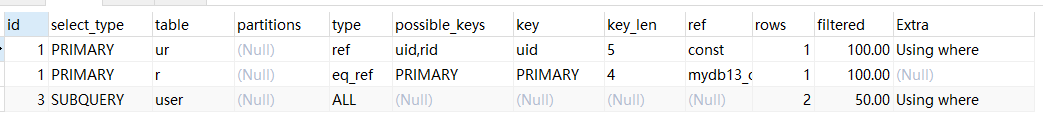 id select_type table partitions type possible_keys key key_len ref rows filtered Extra
1 PRIMARY ur (Null) ref uid,rid uid 5 const 1 100.00 Using where
1 PRIMARY r (Null) eq_ref PRIMARY PRIMARY 4 mydb13_ 1 100.00 (Null)
3 SUBQUERY user (Null) ALL (Null) (Null) (Null) (Null) 2 50.00 Using where